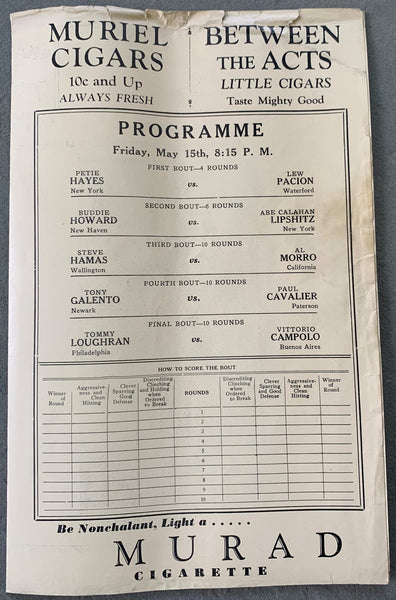 MURIEL
CIGARS
10c and Up
ALWAYS FRESH
BETWEEN
THE ACTS
LITTLE CIGARS
Taste Mighty Good
PROGRAMME
Friday, May 15th, 8:15 P. M.
FIRST BOUT—4 ROUNDS
PETIE
HAYES
New York
vs.
LEW
PACION
Waterford
SECOND BOUT—6 ROUNDS
BUDDIE
HOWARD
New Haven
vs.
ABE CALAHAN
LIPSHITZ
New York
THIRD BOUT—10 ROUNDS
STEVE
HAMAS
Wallington
vs.
AL
MORRO
California
FOURTH BOUT—10 ROUNDS
TONY
GALENTO
Newark
vs.
PAUL
CAVALIER
Paterson
FINAL BOUT—10 ROUNDS
TOMMY
LOUGHRAN
Philadelphia
vs.
VITTORIO
CAMPOLO
Buenos Aires
HOW TO SCORE THE BOUT
Winner
of
Round
Aggressive-
ness and
Clean
Hitting
Clever
Sparring
and Good
Defense
Discrediting
Clinching
and Holding
when
Ordered
to Break
ROUNDS
Discrediting
Clinching
when
Ordered
to Break
Clever
Sparring
and Good
Defense
Aggressive-
ness and
Clean
Hitting
Winner
of
Round
1
2
3
4
5
6
7
8
9
10
Be Nonchalant, Light a . . . . .
MURAD
CIGARETTE